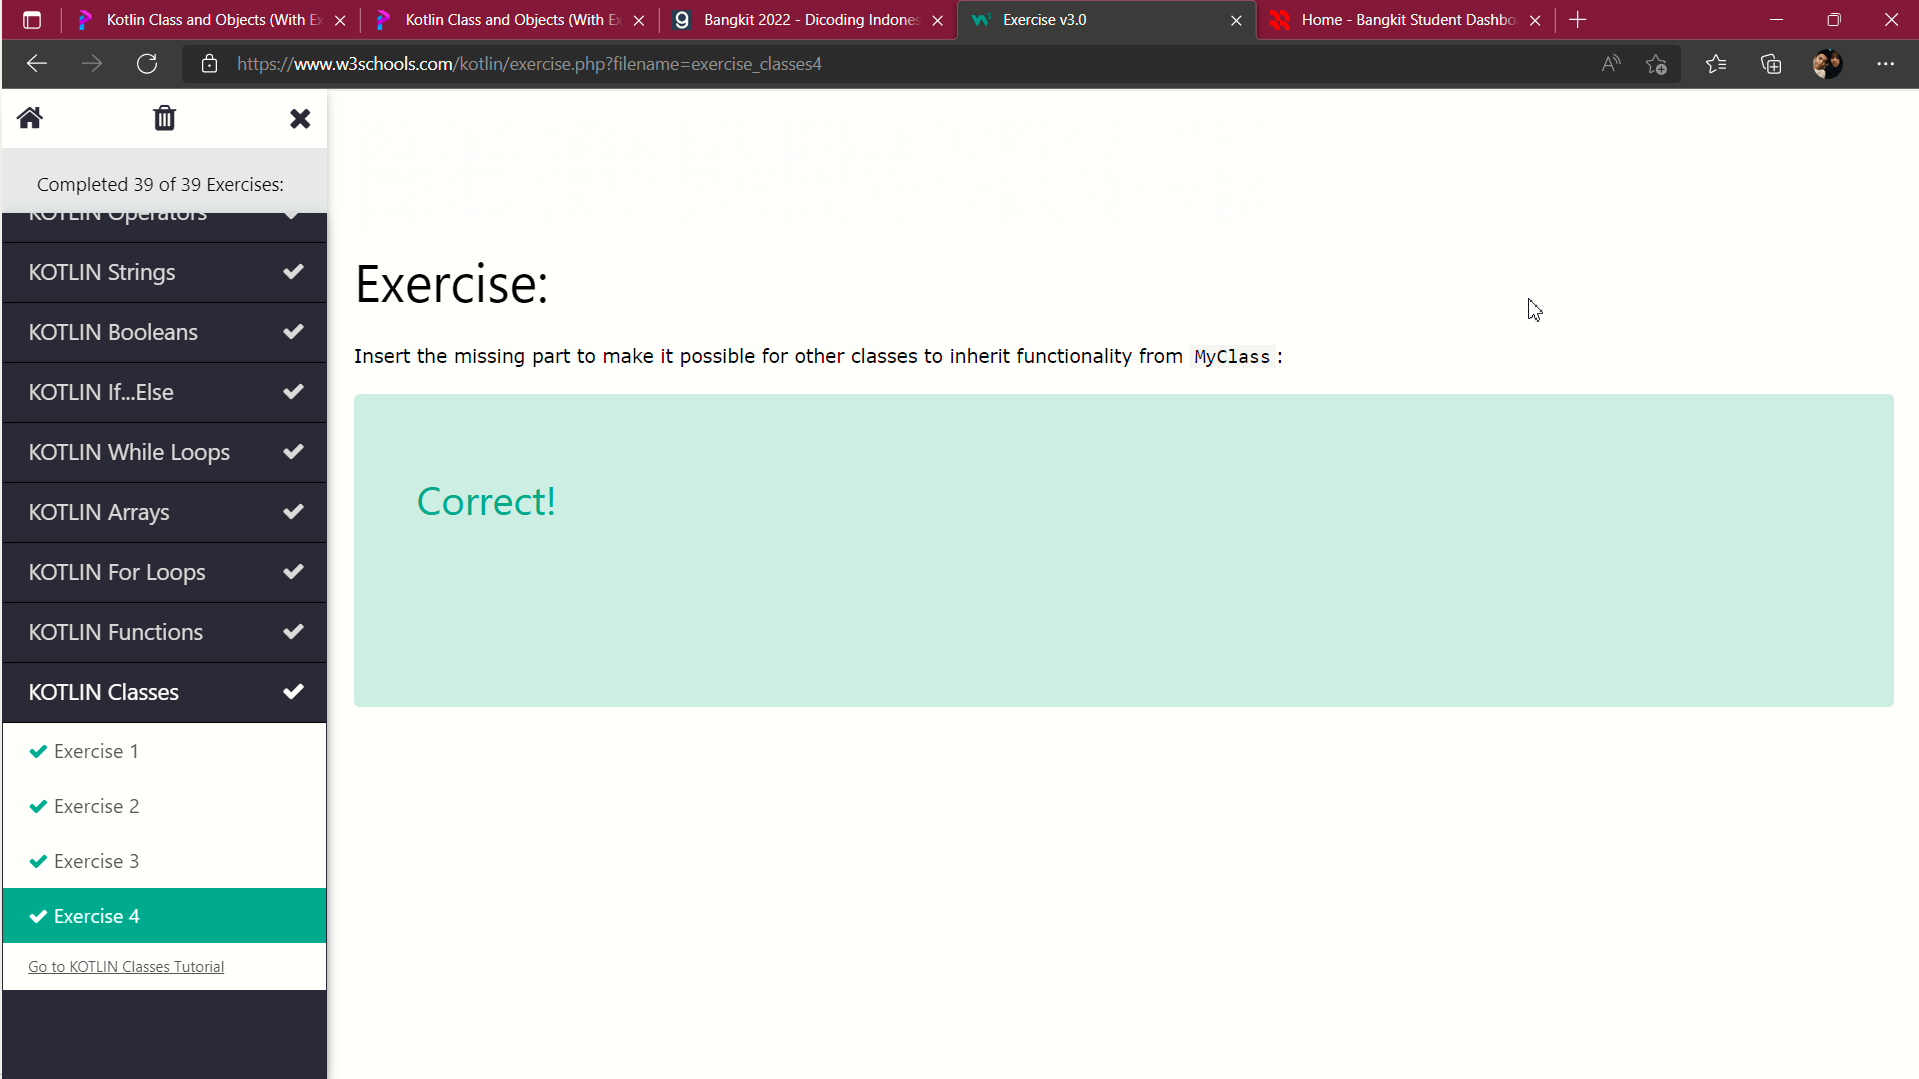 Kotlin Class and Objects (With Ex
Kotlin Class and Objects (With Ex
Bangkit 2022 - Dicoding Indones
Exercise v3.0
Home - Bangkit Student Dashbo
https://www.w3schools.com/kotlin/exercise.php?filename=exercise_classes4
Completed 39 of 39 Exercises:
KOTLIN Operators
KOTLIN Strings
KOTLIN Booleans
KOTLIN If...Else
KOTLIN While Loops
KOTLIN Arrays
KOTLIN For Loops
KOTLIN Functions
KOTLIN Classes
Exercise 1
Exercise 2
Exercise 3
Exercise 4
Go to KOTLIN Classes Tutorial
Exercise:
Insert the missing part to make it possible for other classes to inherit functionality from MyClass:
Correct!